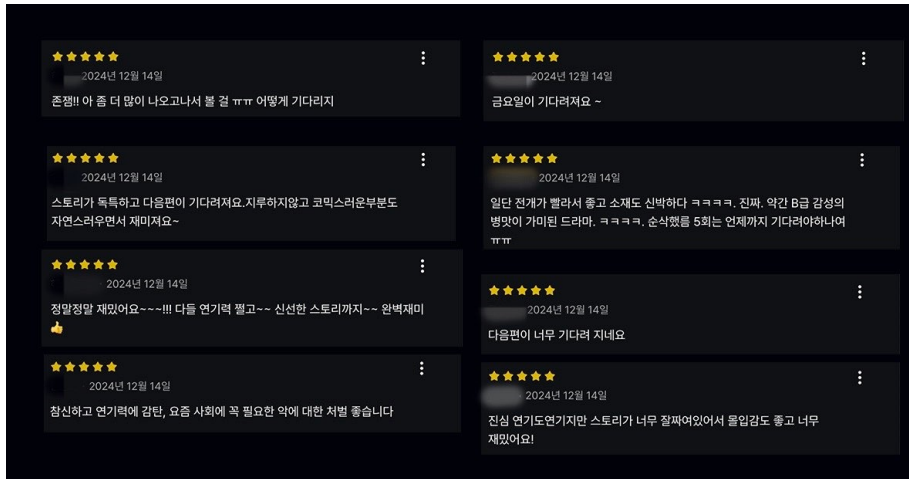 2024년 12월 14일
존잼!! 아 좀 더 많이 나오고나서 볼 걸 ㅠㅠ 어떻게 기다리지
2024년 12월 14일
스토리가 독특하고 다음편이 기다려져요.지루하지않고 코믹스러운부분도
자연스러우면서 재미져요~
2024년 12월 14일
정말정말 재밌어요~~~!!! 다들 연기력 쩔고~~ 신선한 스토리까지~~ 완벽재미
👍
2024년 12월 14일
참신하고 연기력에 감탄, 요즘 사회에 꼭 필요한 악에 대한 처벌 좋습니다
2024년 12월 14일
금요일이 기다려져요 ~
2024년 12월 14일
일단 전개가 빨라서 좋고 소재도 신박하다 ㅋㅋㅋㅋ. 진짜. 약간 B급 감성의
병맛이 가미된 드라마. ㅋㅋㅋㅋ. 순삭했름 5회는 언제까지 기다려야하나여
ㅠㅠ
2024년 12월 14일
다음편이 너무 기다려 지네요
2024년 12월 14일
진심 연기도연기지만 스토리가 너무 잘짜여있어서 몰입감도 좋고 너무
재밌어요!